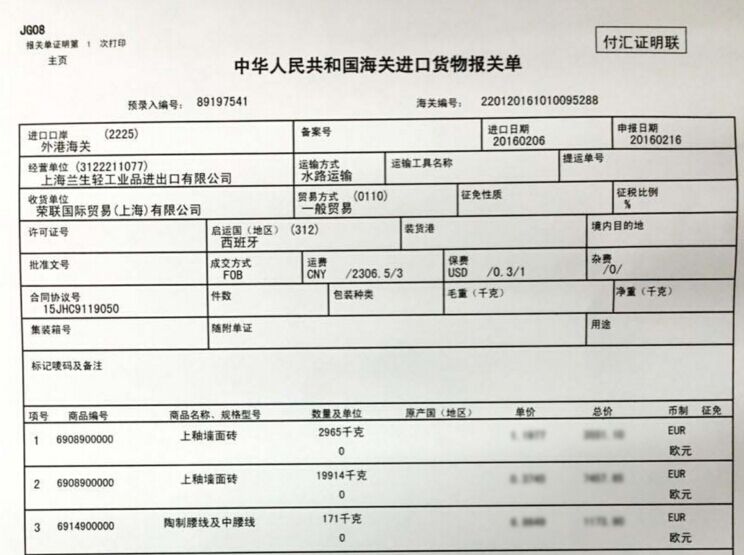 JG08
报关单证明第 1 次打印
主页
付汇证明联
中华人民共和国海关进口货物报关单
预录入编号: 89197541 海关编号: 220120161010095288
进口口岸 (2225) 备案号 进口日期 申报日期
外港海关 20160206 20160216
经营单位(3122211077) 运输方式 运输工具名称 提运单号
上海兰生轻工业品进出口有限公司 水路运输
收货单位 贸易方式 (0110) 征免性质 征税比例
荣联国际贸易(上海)有限公司 一般贸易 %
许可证号 启运国(地区) (312) 装货港 境内目的地
西班牙
批准文号 成交方式 运费 保费 杂费
FOB CNY /2306.5/3 USD /0.3/1 /0/
合同协议号 件数 包装种类 毛重(千克) 净重(千克)
15JHC9119050
集装箱号 随附单证 用途
标记唛码及备注
项号 商品编号 商品名称、规格型号 数量及单位 原产国(地区) 单价 总价 币制 征免
1 6908900000 上釉墙面砖 2965千克 EUR
0 欧元
2 6908900000 上釉墙面砖 19914千克 EUR
0 欧元
3 6914900000 陶制腰线及中腰线 171千克 EUR
0 欧元